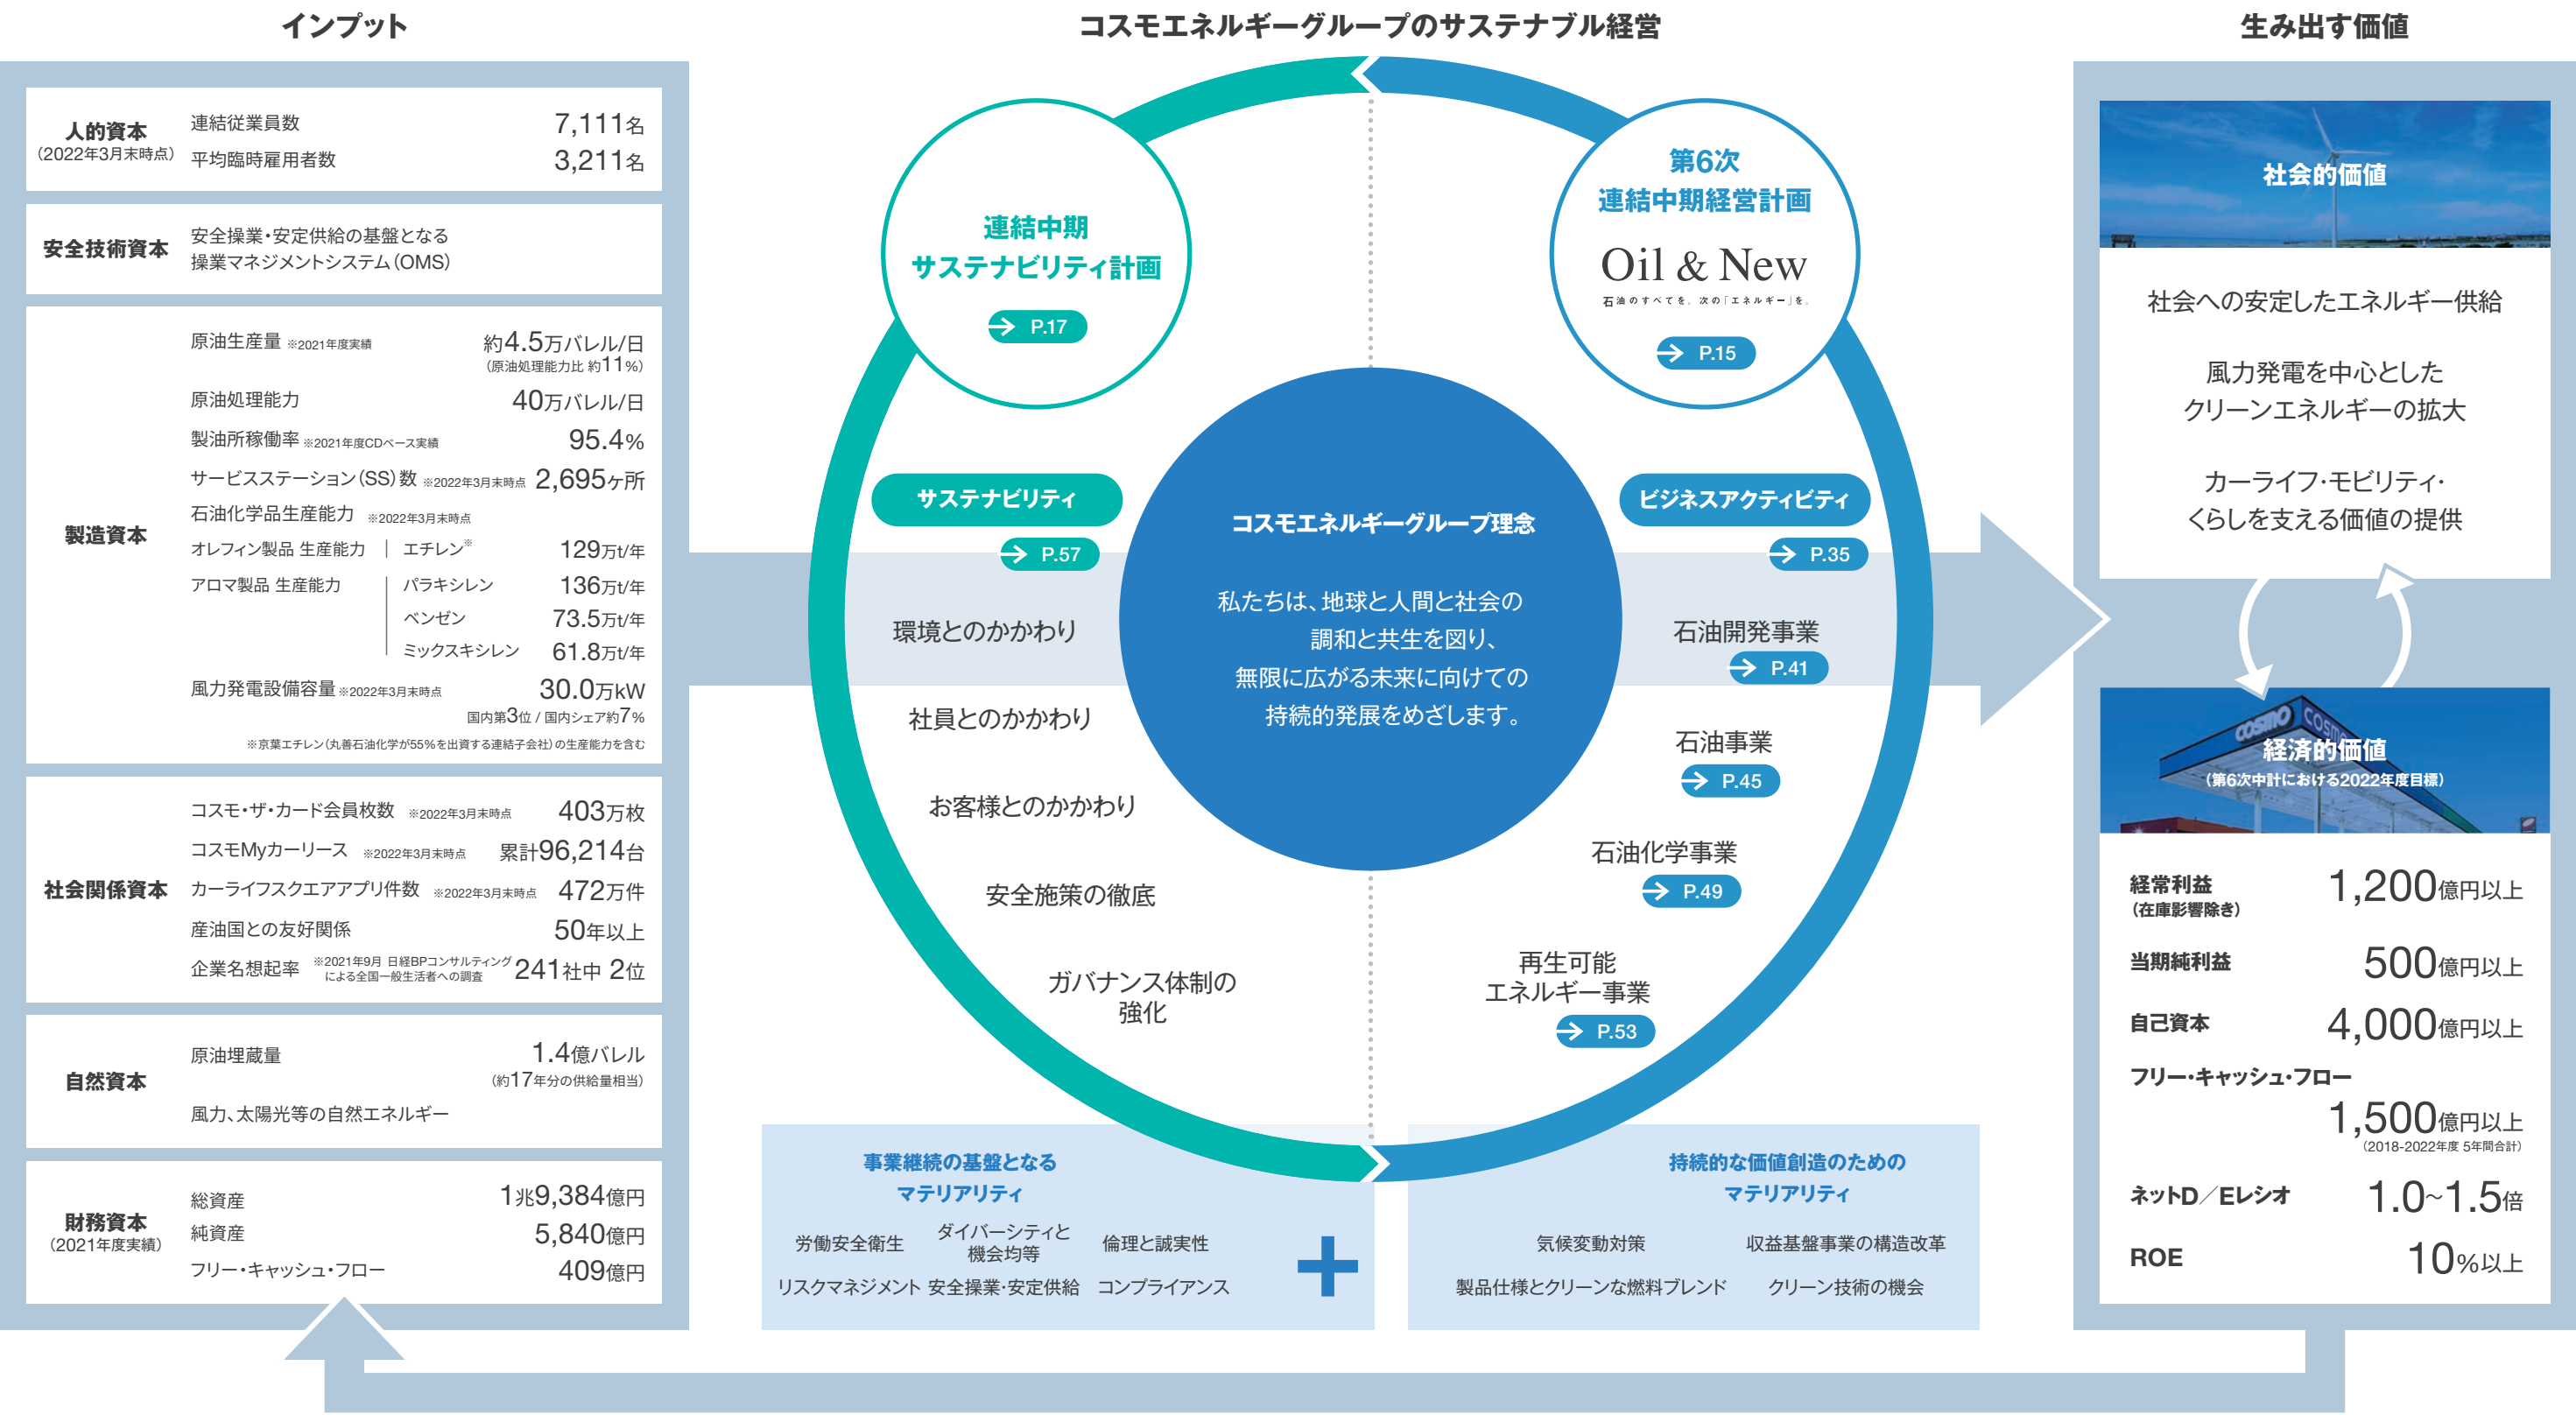 インプット
人的資本
（2022年3月末時点）
連結従業員数 7,111名
平均臨時雇用者数 3,211名
安全技術資本
安全操業・安定供給の基盤となる
操業マネジメントシステム（OMS）
製造資本
原油生産量 ※2021年度実績 約4.5万バレル/日
（原油処理能力比 約11%）
原油処理能力 40万バレル/日
製油所稼働率 ※2021年度CDベース実績 95.4%
サービスステーション（SS）数 ※2022年3月末時点 2,695ヶ所
石油化学品生産能力 ※2022年3月末時点
オレフィン製品 生産能力 エチレン※ 129万t/年
アロマ製品 生産能力 パラキシレン 136万t/年
ベンゼン 73.5万t/年
ミックスキシレン 61.8万t/年
風力発電設備容量 ※2022年3月末時点 30.0万kW
国内第3位 / 国内シェア約7%
※京葉エチレン（丸善石油化学が55%を出資する連結子会社）の生産能力を含む
社会関係資本
コスモ・ザ・カード会員枚数 ※2022年3月末時点 403万枚
コスモMyカーリース ※2022年3月末時点 累計96,214台
カーライフスクエアアプリ件数 ※2022年3月末時点 472万件
産油国との友好関係 50年以上
企業名想起率 ※2021年9月 日経BPコンサルティング
による全国一般生活者への調査 241社中 2位
自然資本
原油埋蔵量 1.4億バレル
（約17年分の供給量相当）
風力、太陽光等の自然エネルギー
財務資本
（2021年度実績）
総資産 1兆9,384億円
純資産 5,840億円
フリー・キャッシュ・フロー 409億円
コスモエネルギーグループのサステナブル経営
連結中期
サステナビリティ計画
P.17
第6次
連結中期経営計画
Oil & New
石油のすべてを。次の「エネルギー」を。
P.15
サステナビリティ
P.57
環境とのかかわり
社員とのかかわり
お客様とのかかわり
安全施策の徹底
ガバナンス体制の
強化
コスモエネルギーグループ理念
私たちは、地球と人間と社会の
調和と共生を図り、
無限に広がる未来に向けての
持続的発展をめざします。
ビジネスアクティビティ
P.35
石油開発事業
P.41
石油事業
P.45
石油化学事業
P.49
再生可能
エネルギー事業
P.53
事業継続の基盤となる
マテリアリティ
労働安全衛生 ダイバーシティと
機会均等 倫理と誠実性
リスクマネジメント 安全操業・安定供給 コンプライアンス
+
持続的な価値創造のための
マテリアリティ
気候変動対策 収益基盤事業の構造改革
製品仕様とクリーンな燃料ブレンド クリーン技術の機会
生み出す価値
社会的価値
社会への安定したエネルギー供給
風力発電を中心とした
クリーンエネルギーの拡大
カーライフ・モビリティ・
くらしを支える価値の提供
COSMO COSMO
経済的価値
（第6次中計における2022年度目標）
経常利益 1,200億円以上
（在庫影響除き）
当期純利益 500億円以上
自己資本 4,000億円以上
フリー・キャッシュ・フロー
1,500億円以上
（2018-2022年度 5年間合計）
ネットD／Eレシオ 1.0～1.5倍
ROE 10%以上